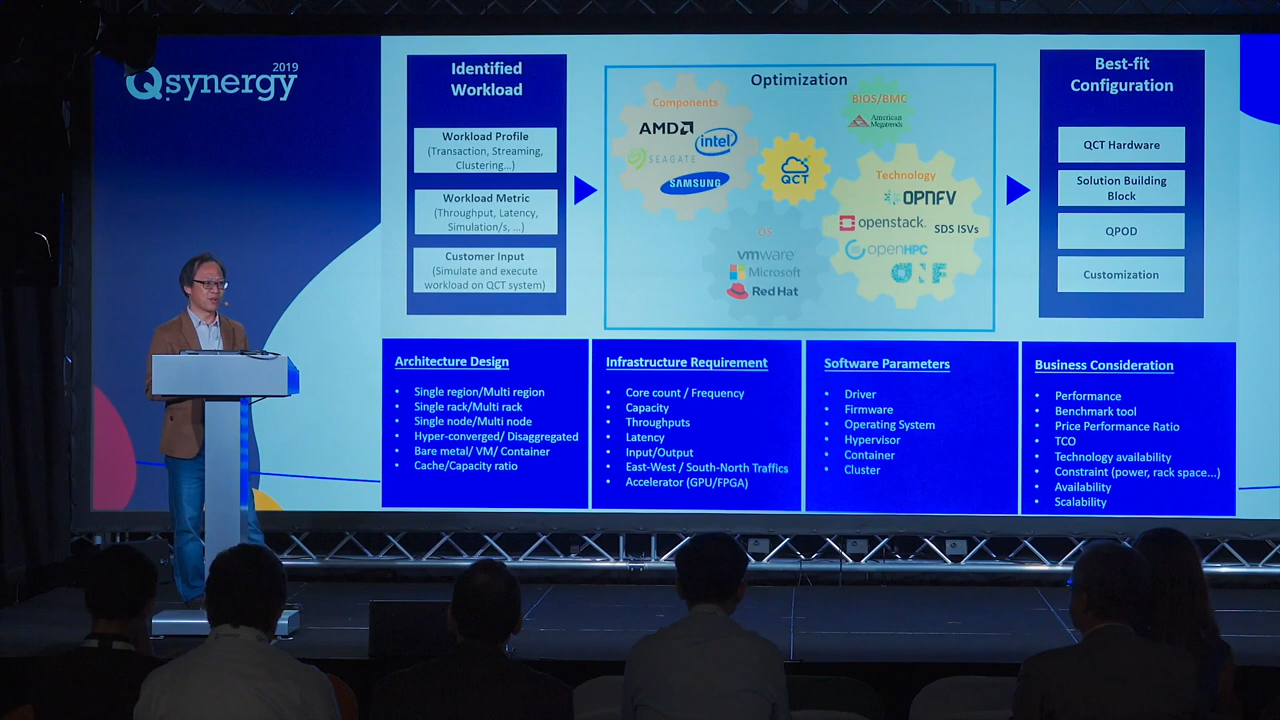 2019
Qsynergy
Identified
Workload
Workload Profile
(Transaction, Streaming,
Clustering...)
Workload Metric
(Throughput, Latency,
Simulation/s, ...)
Customer Input
(Simulate and execute
workload on QCT system)
Optimization
Components
AMD
intel
SEAGATE
SAMSUNG
BIOS/BMC
American
Megatrends
QCT
Technology
OPNFV
openstack.
SDS ISVs
openHPC
ONF
OS
vmware
Microsoft
Red Hat
Best-fit
Configuration
QCT Hardware
Solution Building
Block
QPOD
Customization
Architecture Design
• Single region/Multi region
• Single rack/Multi rack
• Single node/Multi node
• Hyper-converged/ Disaggregated
• Bare metal/ VM/ Container
• Cache/Capacity ratio
Infrastructure Requirement
• Core count / Frequency
• Capacity
• Throughputs
• Latency
• Input/Output
• East-West / South-North Traffics
• Accelerator (GPU/FPGA)
Software Parameters
• Driver
• Firmware
• Operating System
• Hypervisor
• Container
• Cluster
Business Consideration
• Performance
• Benchmark tool
• Price Performance Ratio
• TCO
• Technology availability
• Constraint (power, rack space...)
• Availability
• Scalability